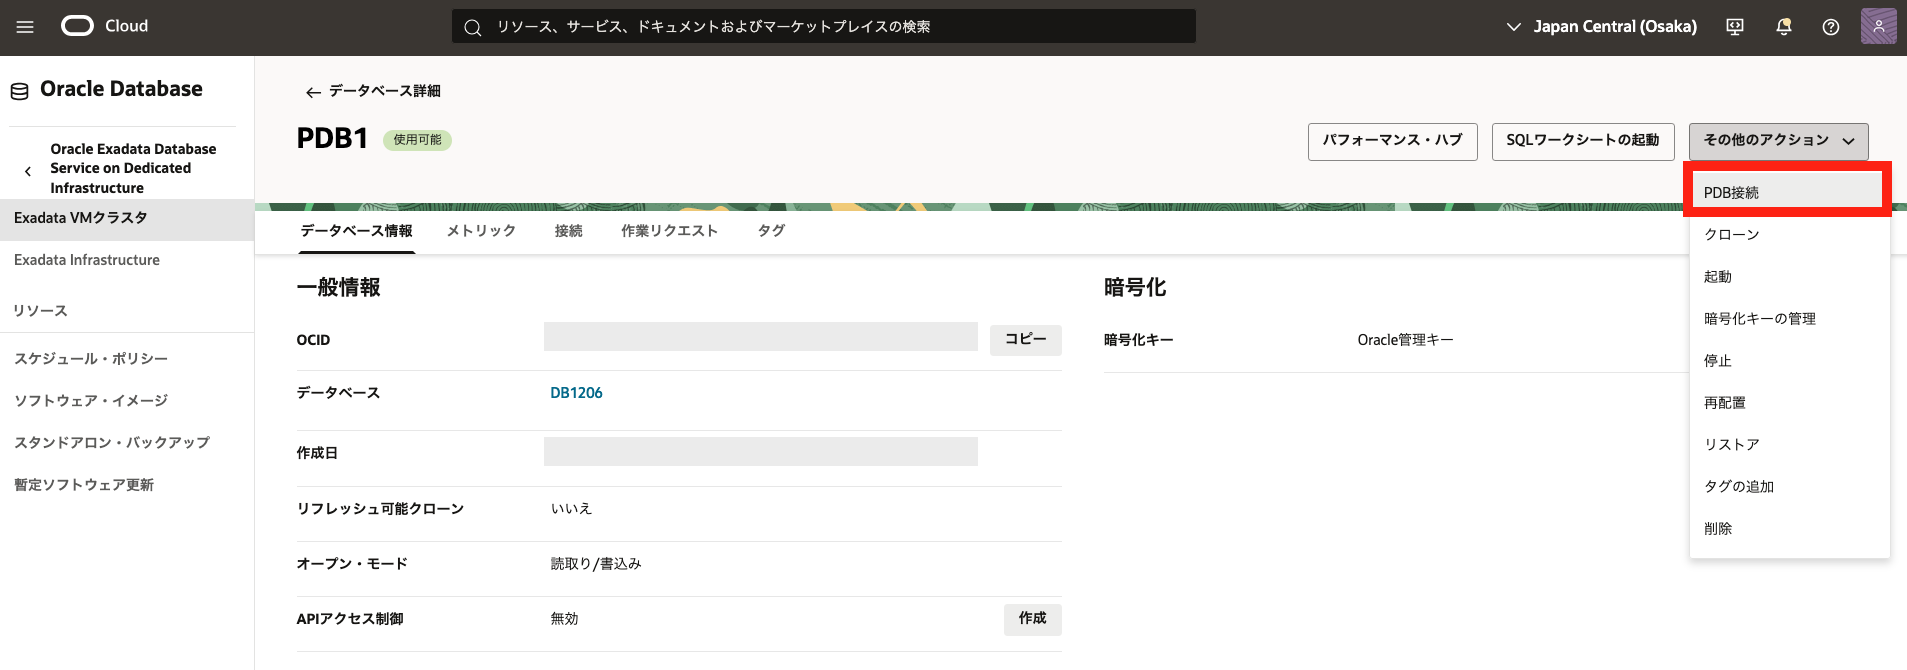 Cloud
リソース、サービス、ドキュメントおよびマーケットプレイスの検索
Japan Central (Osaka)
Oracle Database
Oracle Exadata Database
Service on Dedicated
Infrastructure
Exadata VMクラスタ
Exadata Infrastructure
リソース
スケジュール・ポリシー
ソフトウェア・イメージ
スタンドアロン・バックアップ
暫定ソフトウェア更新
データベース詳細
PDB1
使用可能
パフォーマンス・ハブ
SQLワークシートの起動
その他のアクション
PDB接続
クローン
起動
暗号化キーの管理
停止
再配置
リストア
タグの追加
削除
データベース情報
メトリック
接続
作業リクエスト
タグ
一般情報
OCID
コピー
データベース
DB1206
作成日
リフレッシュ可能クローン
いいえ
オープン・モード
読取り/書込み
APIアクセス制御
無効
作成
暗号化
暗号化キー
Oracle管理キー